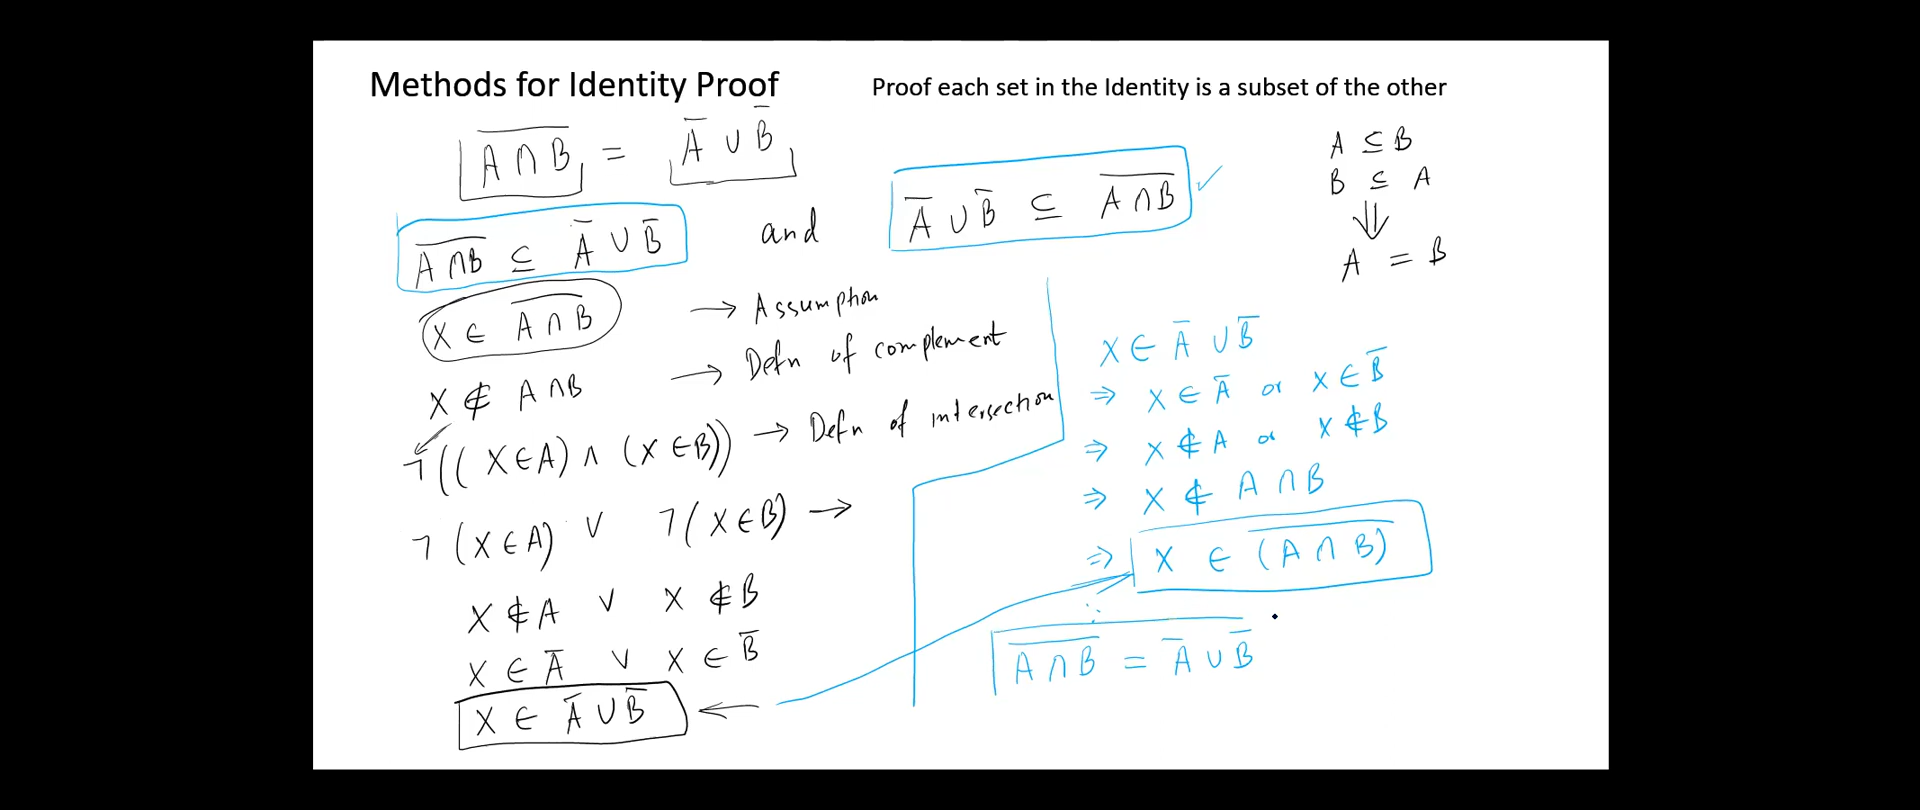 Methods for Identity Proof
Proof each set in the Identity is a subset of the other
A̅ ̅∩̅ ̅B̅ = A̅ ∪ B̅
A ⊆ B
B ⊆ A
⇓
A = B
A̅ ̅∩̅ ̅B̅ ⊆ A̅ ∪ B̅ and A̅ ∪ B̅ ⊆ A̅ ̅∩̅ ̅B̅ ✓
X ∈ A̅ ̅∩̅ ̅B̅ → Assumption
X ∉ A ∩ B → Defn of complement
¬((X ∈ A) ∧ (X ∈ B)) → Defn of intersection
¬(X ∈ A) ∨ ¬(X ∈ B) →
X ∉ A ∨ X ∉ B
X ∈ A̅ ∨ X ∈ B̅
X ∈ A̅ ∪ B̅ ←
X ∈ A̅ ∪ B̅
⇒ X ∈ A̅ or X ∈ B̅
⇒ X ∉ A or X ∉ B
⇒ X ∉ A ∩ B
⇒ X ∈ (̅A̅ ̅∩̅ ̅B̅)̅
∴
A̅ ̅∩̅ ̅B̅ = A̅ ∪ B̅